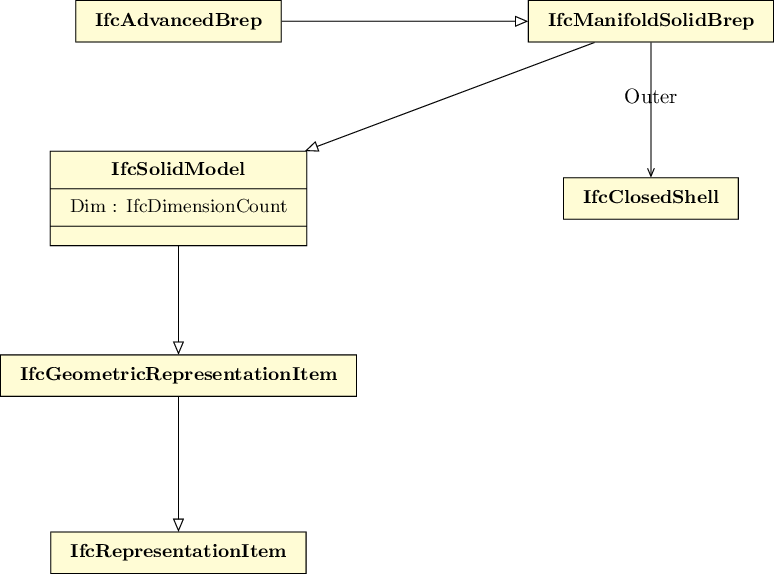 IfcAdvancedBrep
IfcManifoldSolidBrep
Outer
IfcSolidModel
Dim : IfcDimensionCount
IfcClosedShell
IfcGeometricRepresentationItem
IfcRepresentationItem